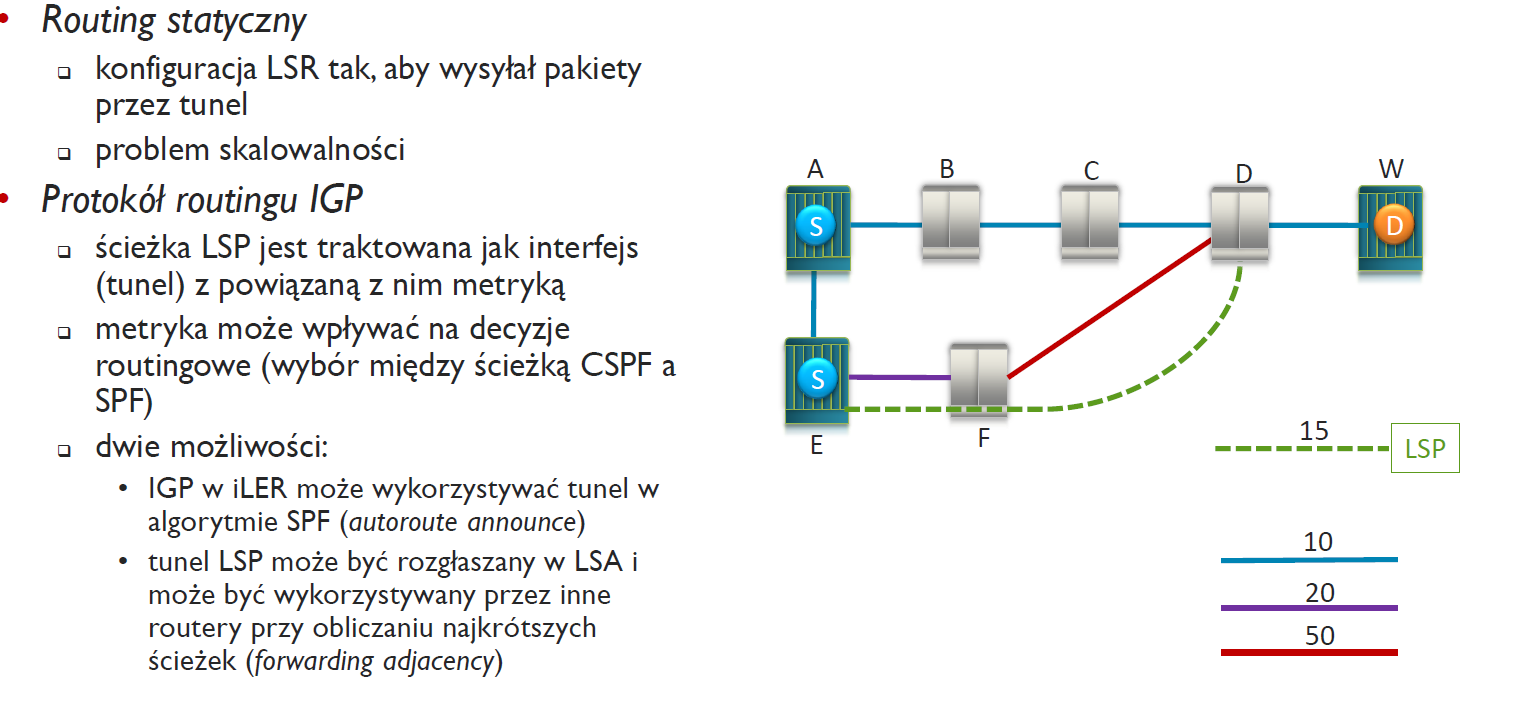 • Routing statyczny
❑ konfiguracja LSR tak, aby wysyłał pakiety
przez tunel
❑ problem skalowalności
• Protokół routingu IGP
❑ ścieżka LSP jest traktowana jak interfejs
(tunel) z powiązaną z nim metryką
❑ metryka może wpływać na decyzje
routingowe (wybór między ścieżką CSPF a
SPF)
❑ dwie możliwości:
• IGP w iLER może wykorzystywać tunel w
algorytmie SPF (autoroute announce)
• tunel LSP może być rozgłaszany w LSA i
może być wykorzystywany przez inne
routery przy obliczaniu najkrótszych
ścieżek (forwarding adjacency)
A B C D W
S D
S
E F
15 LSP
10
20
50